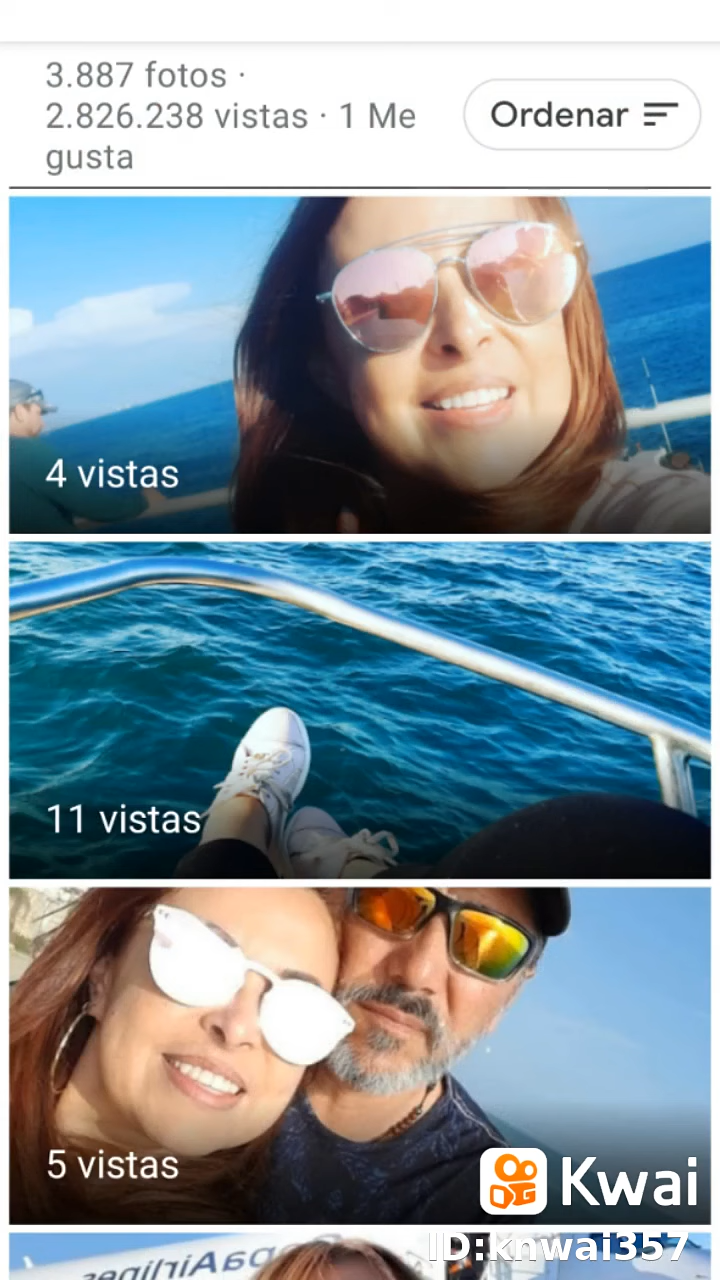 3.887 fotos ·
2.826.238 vistas · 1 Me
gusta
Ordenar
4 vistas
11 vistas
5 vistas
Kwai
ID:knwai357